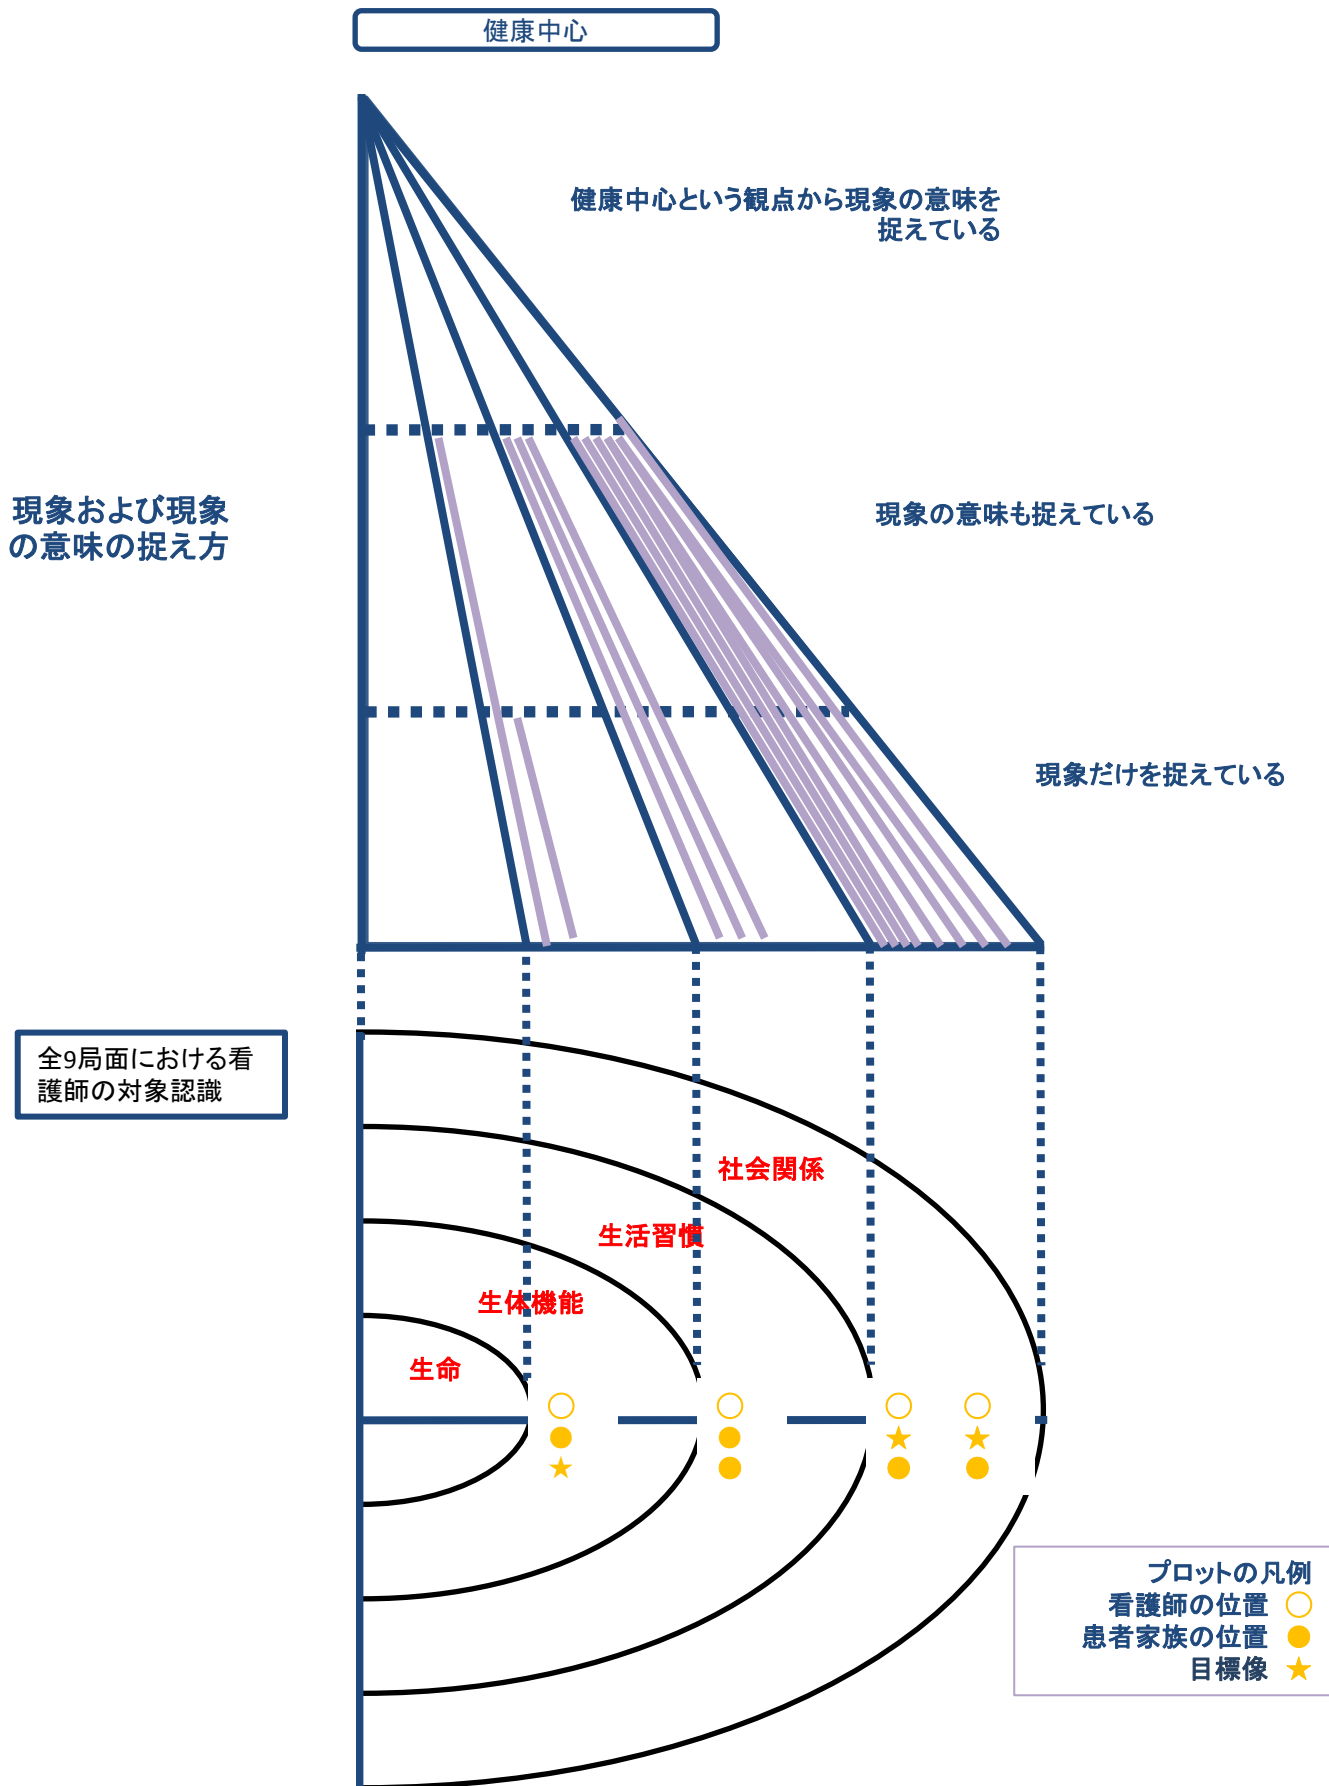 健康中心
健康中心という観点から現象の意味を
捉えている
現象および現象
の意味の捉え方
現象の意味も捉えている
現象だけを捉えている
全9局面における看
護師の対象認識
社会関係
生活習慣
生体機能
生命
プロットの凡例
看護師の位置 ○
患者家族の位置 ●
目標像 ★